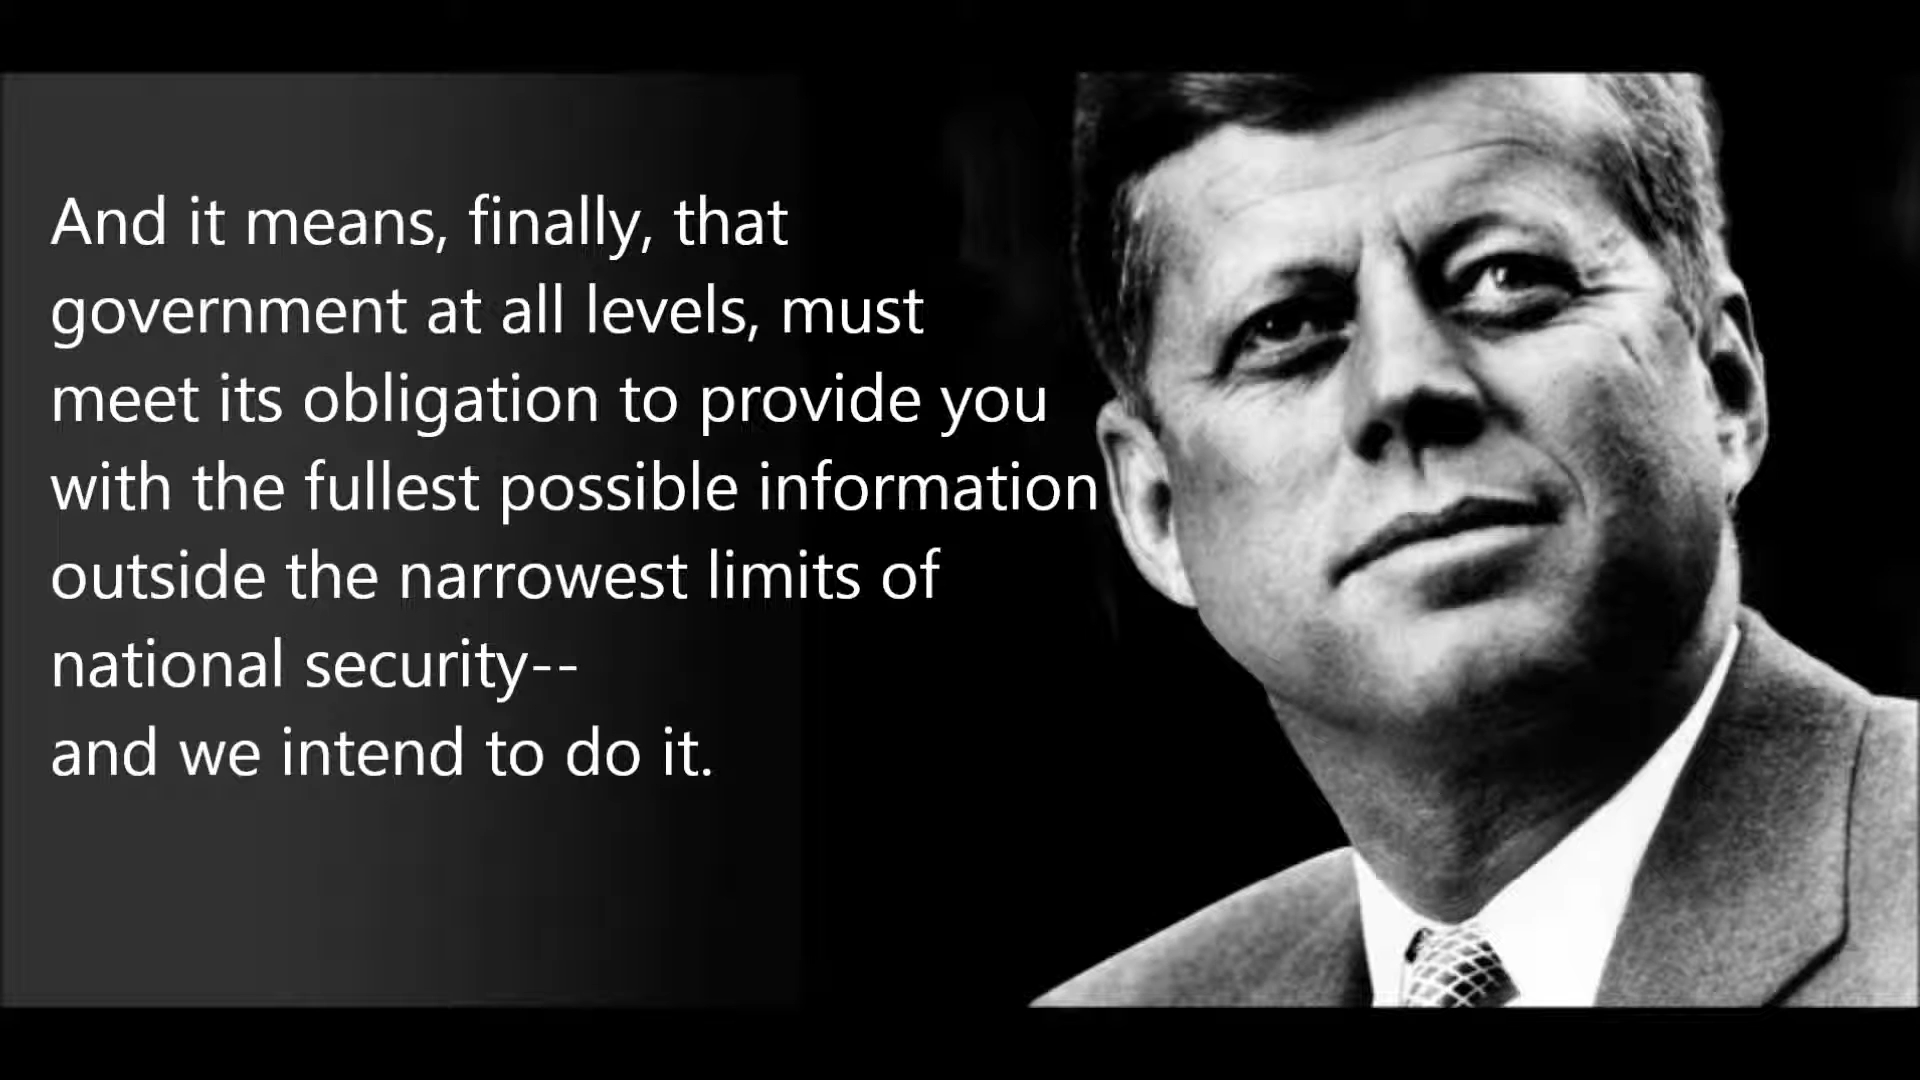 And it means, finally, that
government at all levels, must
meet its obligation to provide you
with the fullest possible information
outside the narrowest limits of
national security--
and we intend to do it.